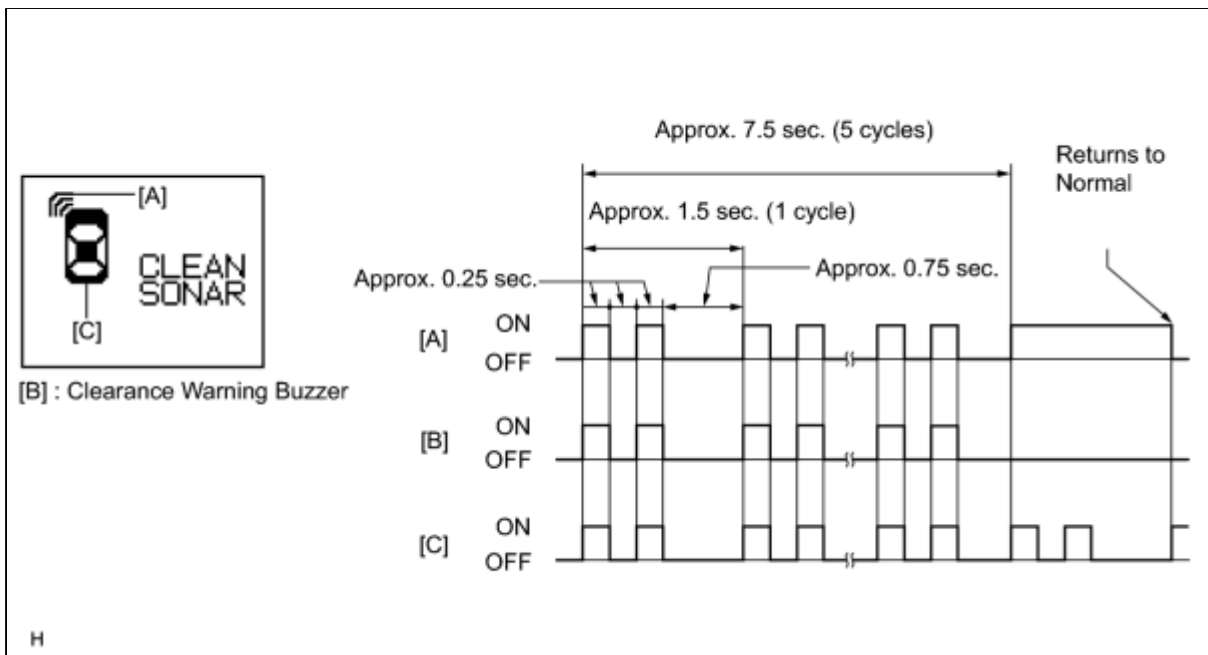 Approx. 7.5 sec. (5 cycles)
Returns to
Normal
[A]
CLEAN
SONAR
[C]
[B] : Clearance Warning Buzzer
Approx. 1.5 sec. (1 cycle)
Approx. 0.25 sec.
Approx. 0.75 sec.
[A]
ON
OFF
[B]
ON
OFF
[C]
ON
OFF
H